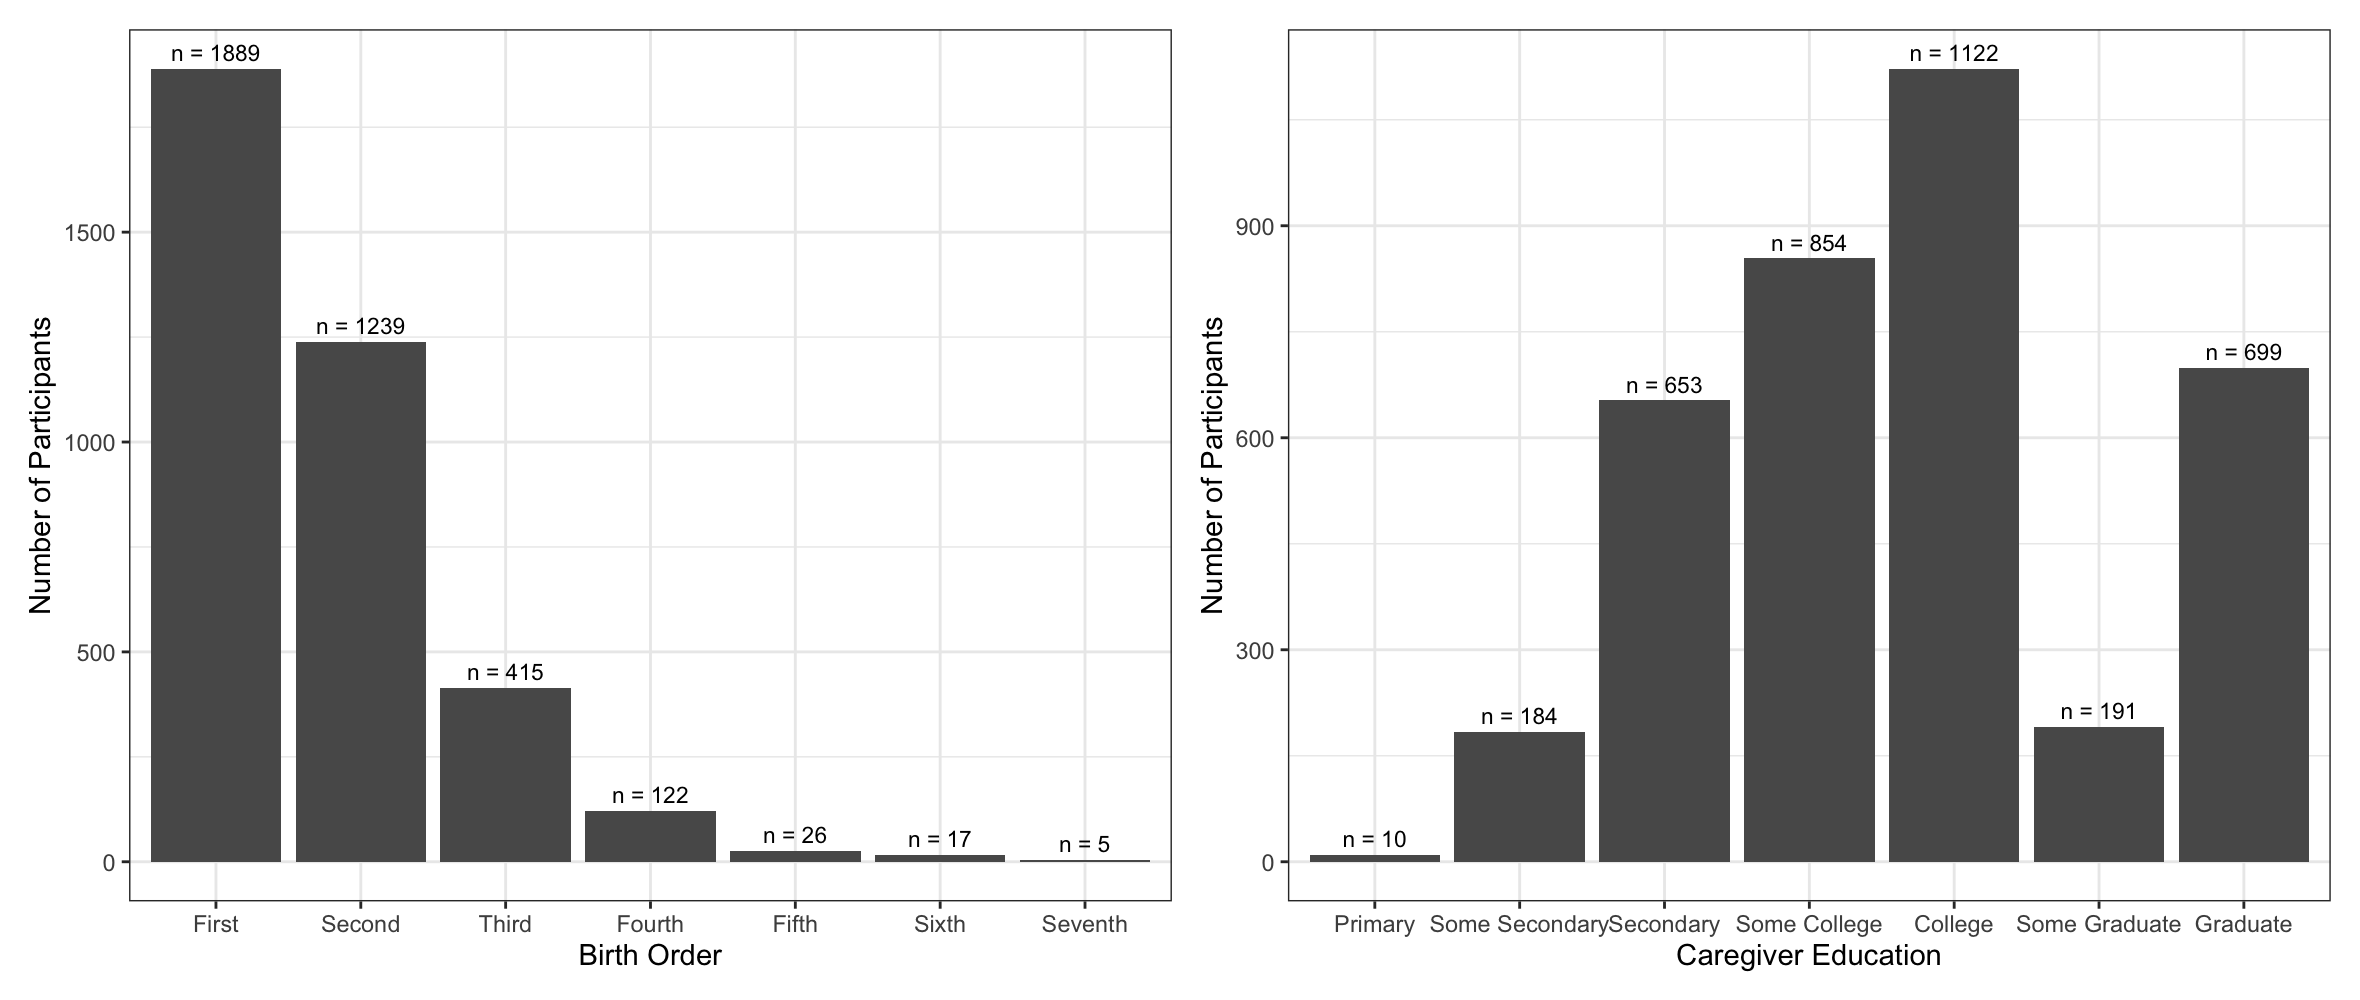 n = 1889
n = 1239
n = 415
n = 122
n = 26
n = 17
n = 5
1500
1000
500
0
Number of Participants
First Second Third Fourth Fifth Sixth Seventh
Birth Order
n = 10
n = 184
n = 653
n = 854
n = 1122
n = 191
n = 699
900
600
300
0
Number of Participants
Primary Some Secondary Secondary Some College College Some Graduate Graduate
Caregiver Education